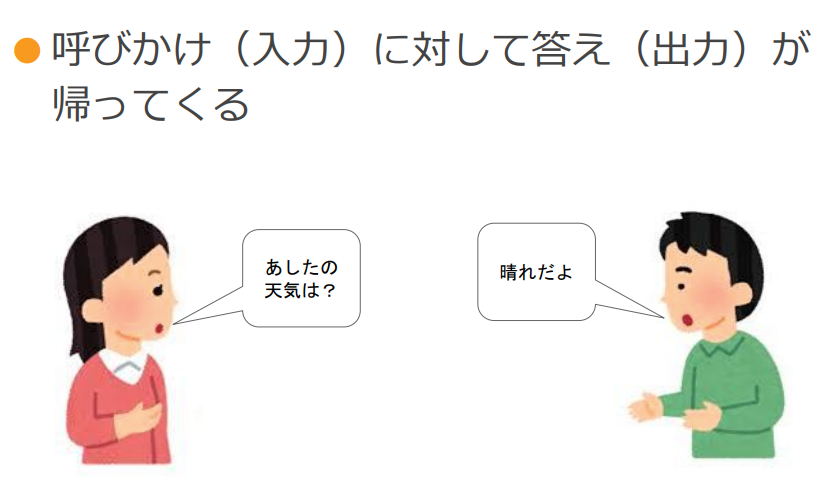 呼びかけ（入力）に対して答え（出力）が
帰ってくる
あしたの
天気は？
晴れだよ